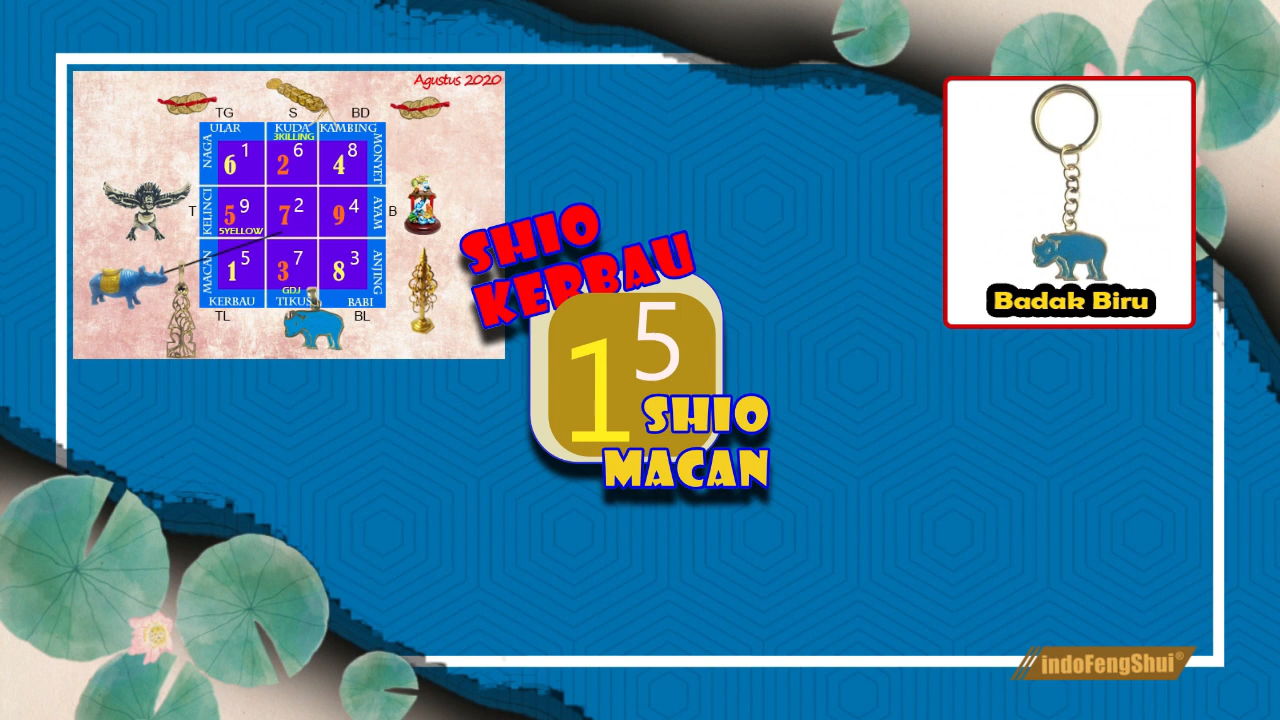 Agustus 2020
TG S BD
ULAR KUDA KAMBING
3KILLING
NAGA 6 1 2 6 4 8 MONYET
T KELINCI 5 9 7 2 9 4 AYAM B
5YELLOW
MACAN 1 5 3 7 8 3 ANJING
GDJ
KERBAU TIKUS BABI
TL BL
SHIO
KERBAU
1 5
SHIO
MACAN
Badak Biru
indoFengShui®